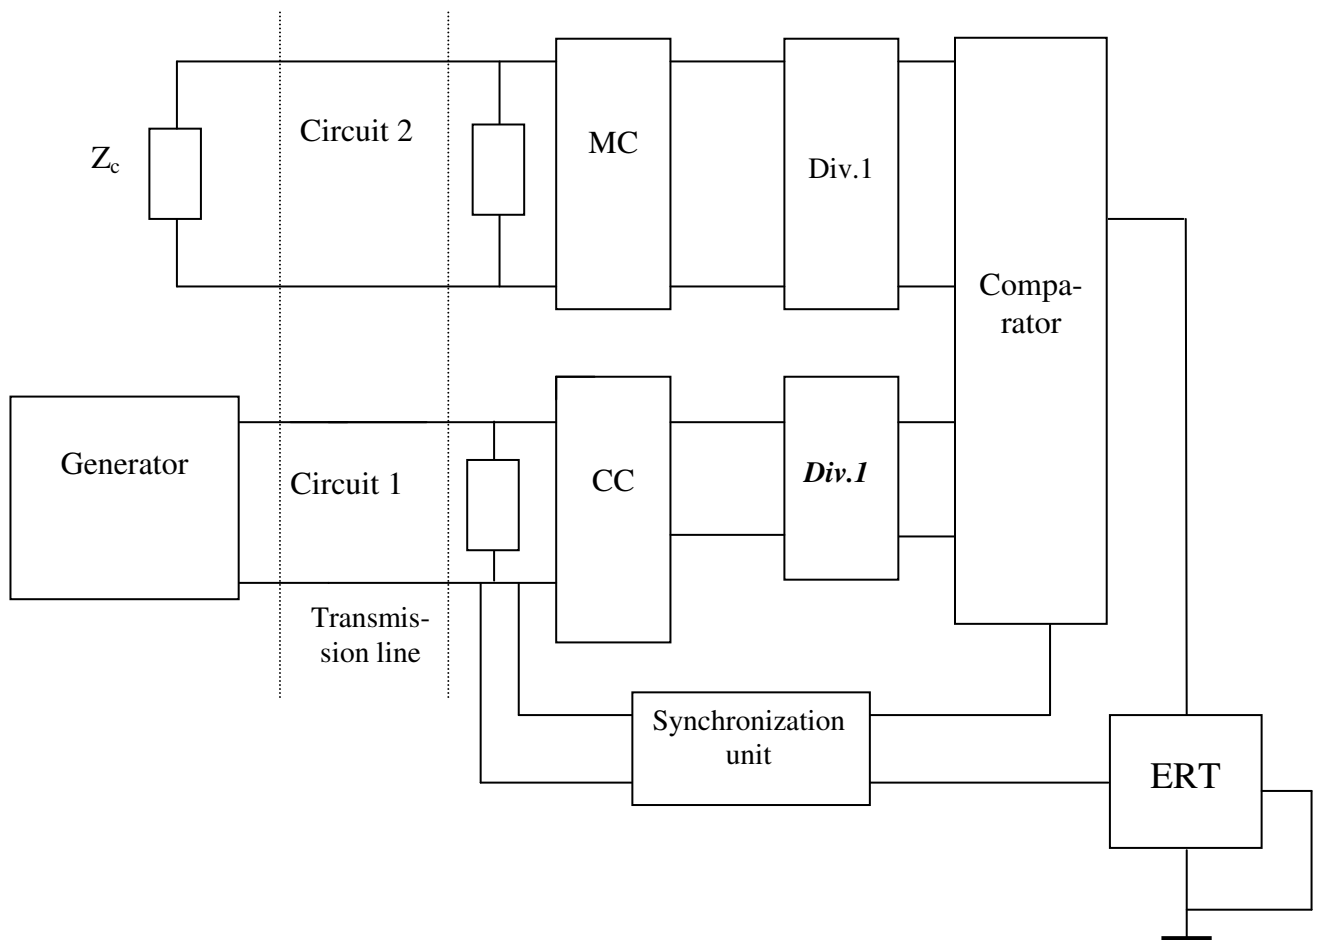 Circuit 2
MC
Z_c
Div.1
Compa-
rator
Generator
Circuit 1
CC
Div.1
Transmis-
sion line
Synchronization
unit
ERT